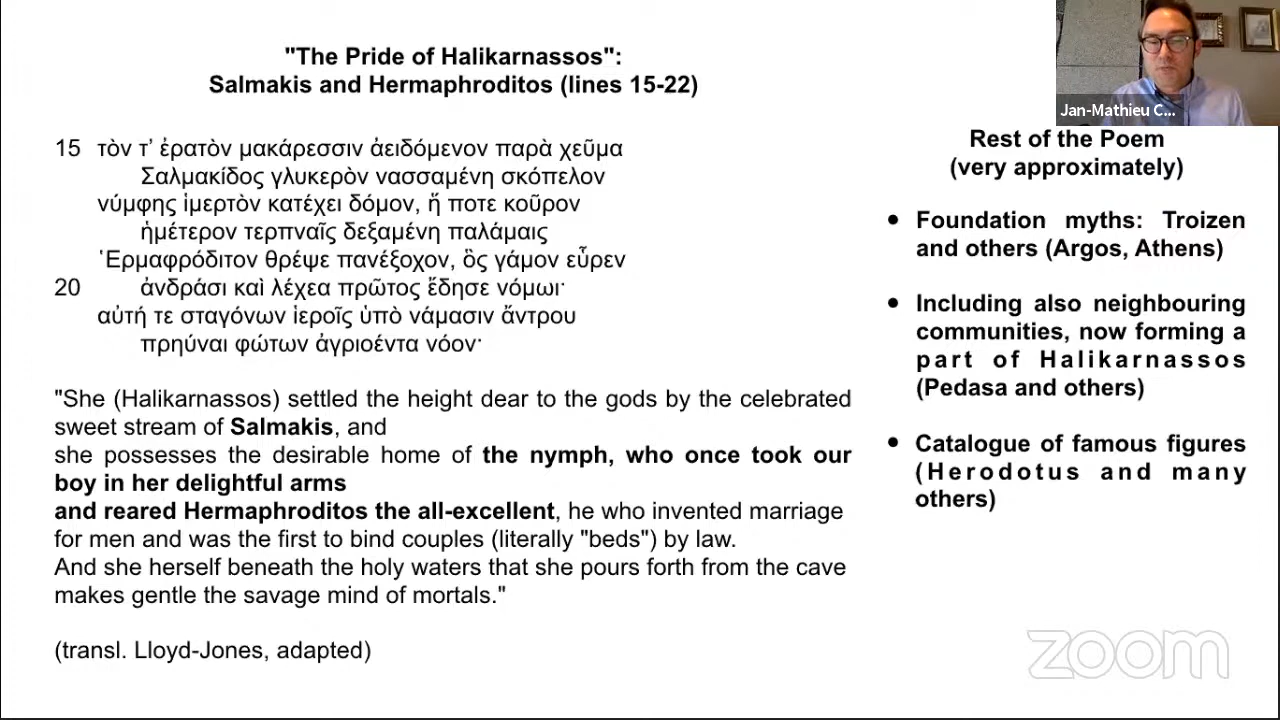 "The Pride of Halikarnassos":
Salmakis and Hermaphroditos (lines 15-22)
15 τὸν τ’ ἐρατὸν μακάρεσσιν ἀειδόμενον παρὰ χεῦμα
Σαλμακίδος γλυκερὸν νασσαμένη σκόπελον
νύμφης ἱμερτὸν κατέχει δόμον, ἥ ποτε κοῦρον
ἡμέτερον τερπναῖς δεξαμένη παλάμαις
Ἑρμαφρόδιτον θρέψε πανέξοχον, ὃς γάμον εὗρεν
20 ἀνδράσι καὶ λέχεα πρῶτος ἔδησε νόμωι·
αὐτή τε σταγόνων ἱεροῖς ὑπὸ νάμασιν ἄντρου
πρηύναι φώτων ἀγριοέντα νόον·
"She (Halikarnassos) settled the height dear to the gods by the celebrated
sweet stream of Salmakis, and
she possesses the desirable home of the nymph, who once took our
boy in her delightful arms
and reared Hermaphroditos the all-excellent, he who invented marriage
for men and was the first to bind couples (literally "beds") by law.
And she herself beneath the holy waters that she pours forth from the cave
makes gentle the savage mind of mortals."
(transl. Lloyd-Jones, adapted)
Jan-Mathieu C...
Rest of the Poem
(very approximately)
• Foundation myths: Troizen
and others (Argos, Athens)
• Including also neighbouring
communities, now forming a
part of Halikarnassos
(Pedasa and others)
• Catalogue of famous figures
(Herodotus and many
others)
zoom